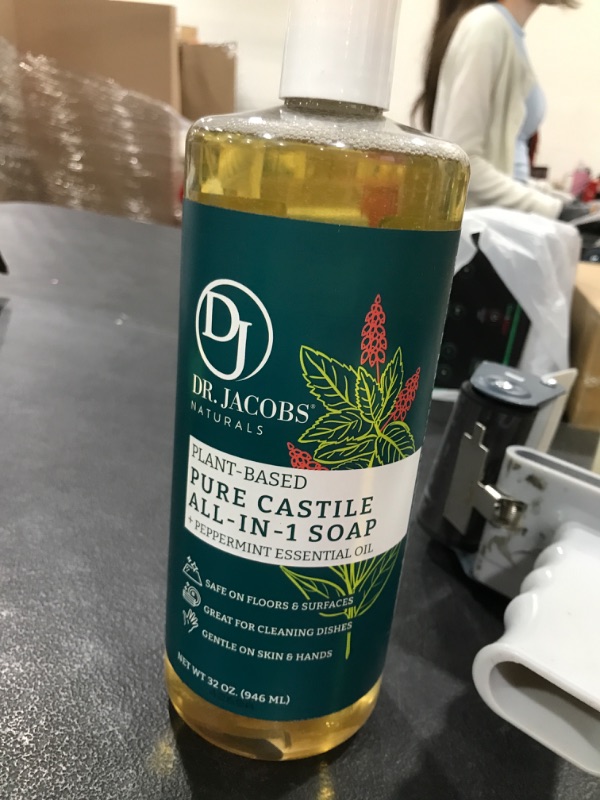 DJ
DR. JACOBS®
NATURALS
PLANT-BASED
PURE CASTILE
ALL-IN-1 SOAP
+ PEPPERMINT ESSENTIAL OIL
SAFE ON FLOORS & SURFACES
GREAT FOR CLEANING DISHES
GENTLE ON SKIN & HANDS
NET WT 32 OZ. (946 ML)